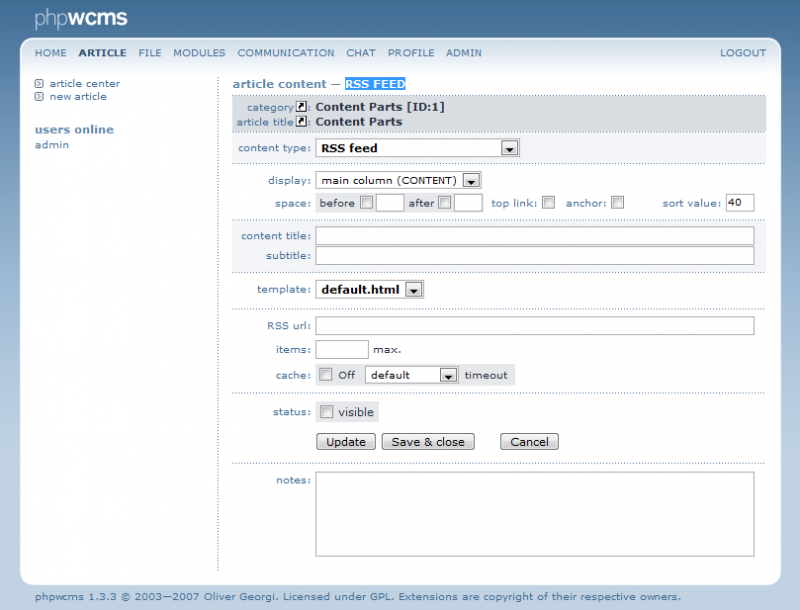 phpwcms
HOME ARTICLE FILE MODULES COMMUNICATION CHAT PROFILE ADMIN LOGOUT
article center
new article
users online
admin
article content — RSS FEED
category: Content Parts [ID:1]
article title: Content Parts
content type: RSS feed
display: main column (CONTENT)
space: before after top link: anchor: sort value: 40
content title:
subtitle:
template: default.html
RSS url:
items: max.
cache: Off default timeout
status: visible
Update Save & close Cancel
notes:
phpwcms 1.3.3 © 2003—2007 Oliver Georgi. Licensed under GPL. Extensions are copyright of their respective owners.